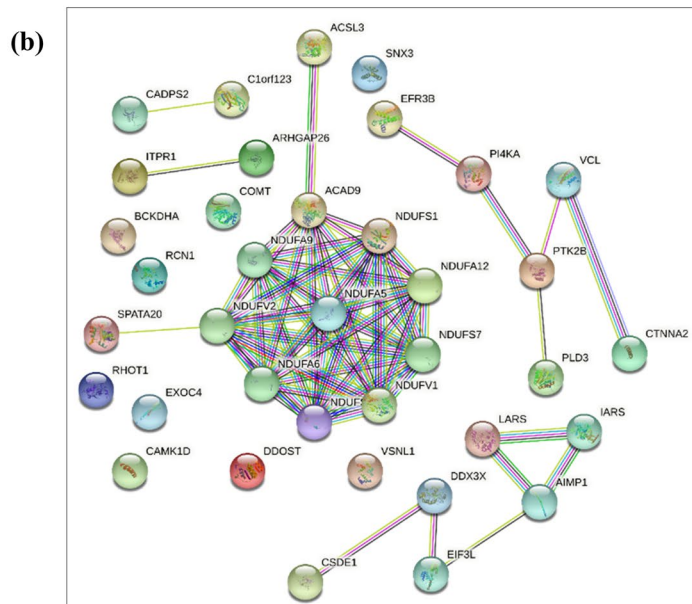 (b)
ACSL3
SNX3
CADPS2
C1orf123
EFR3B
ITPR1
ARHGAP26
PI4KA
VCL
COMT
ACAD9
BCKDHA
NDUFS1
NDUFA9
RCN1
NDUFA12
PTK2B
NDUFV2
NDUFA5
SPATA20
NDUFS7
CTNNA2
NDUFA6
PLD3
RHOT1
NDUFV1
EXOC4
NDUFS
LARS
IARS
CAMK1D
DDOST
VSNL1
DDX3X
AIMP1
CSDE1
EIF3L